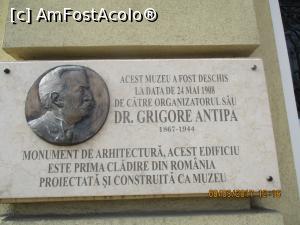 [c] AmFostAcolo®
ACEST MUZEU A FOST DESCHIS
LA DATA DE 24 MAI 1908
DE CĂTRE ORGANIZATORUL SĂU
DR. GRIGORE ANTIPA
1867-1944
MONUMENT DE ARHITECTURĂ, ACEST EDIFICIU
ESTE PRIMA CLĂDIRE DIN ROMÂNIA
PROIECTATĂ ȘI CONSTRUITĂ CA MUZEU